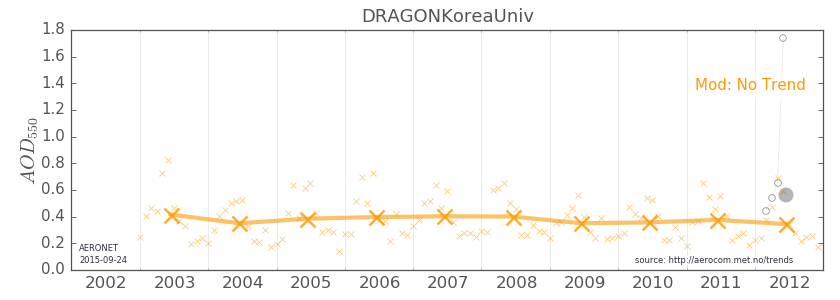 DRAGONKoreaUniv
1.8
1.6
1.4
1.2
1.0
0.8
0.6
0.4
0.2
0.0
AOD550
Mod: No Trend
AERONET
2015-09-24
source: http://aerocom.met.no/trends
2002 2003 2004 2005 2006 2007 2008 2009 2010 2011 2012